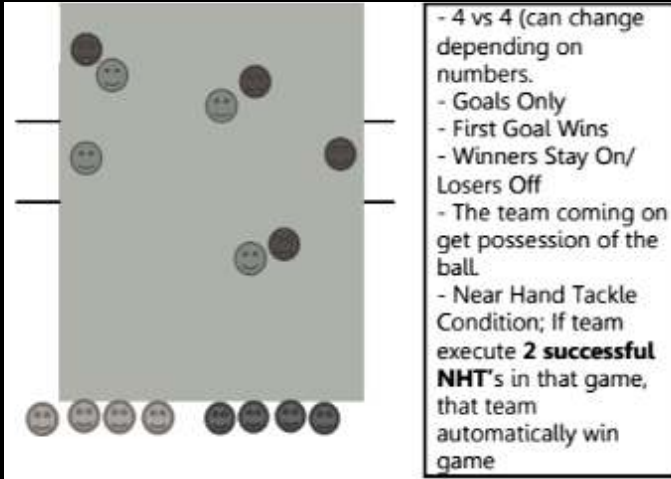 - 4 vs 4 (can change
depending on
numbers.
- Goals Only
- First Goal Wins
- Winners Stay On/
Losers Off
- The team coming on
get possession of the
ball.
- Near Hand Tackle
Condition; If team
execute 2 successful
NHT's in that game,
that team
automatically win
game